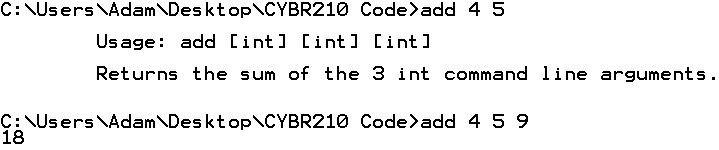 C:\Users\Adam\Desktop\CYBR210 Code>add 4 5
Usage: add [int] [int] [int]
Returns the sum of the 3 int command line arguments.
C:\Users\Adam\Desktop\CYBR210 Code>add 4 5 9
18